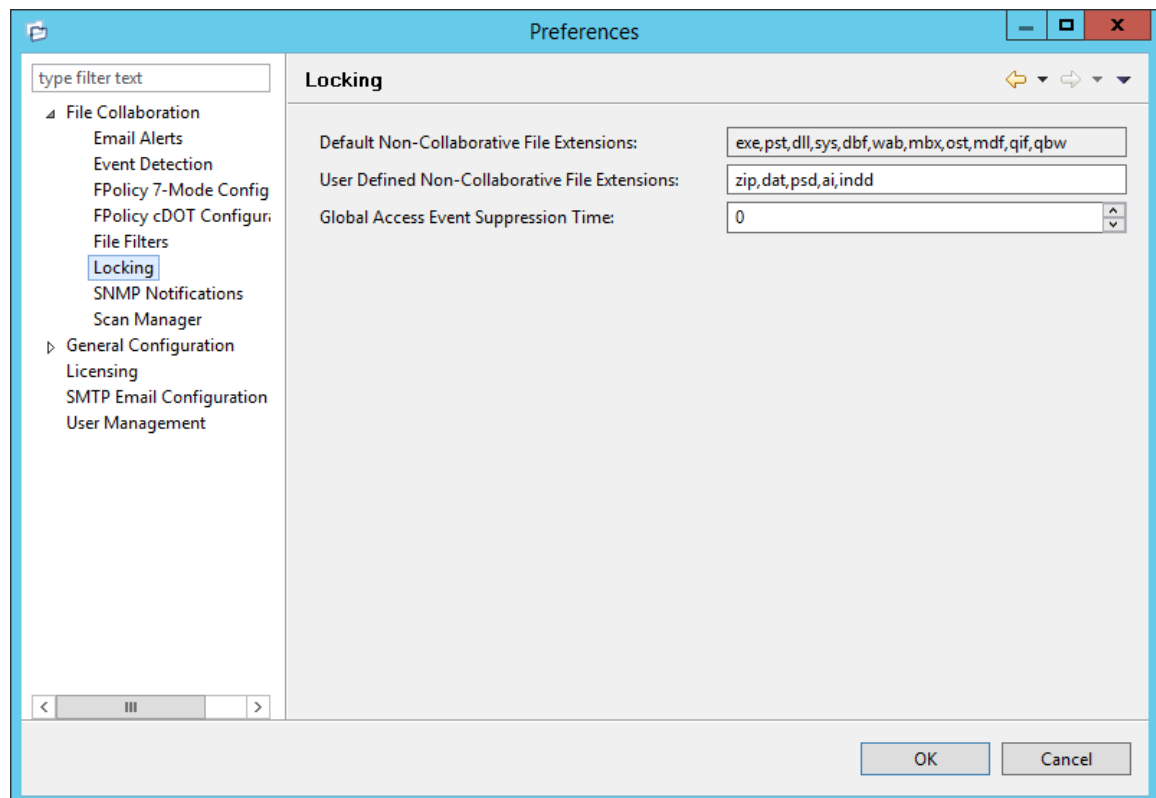 Preferences
type filter text
File Collaboration
Email Alerts
Event Detection
FPolicy 7-Mode Config
FPolicy cDOT Configur
File Filters
Locking
SNMP Notifications
Scan Manager
General Configuration
Licensing
SMTP Email Configuration
User Management
Locking
Default Non-Collaborative File Extensions: exe,pst,dll,sys,dbf,wab,mbx,ost,mdf,qif,qbw
User Defined Non-Collaborative File Extensions: zip,dat,psd,ai,indd
Global Access Event Suppression Time: 0
OK Cancel